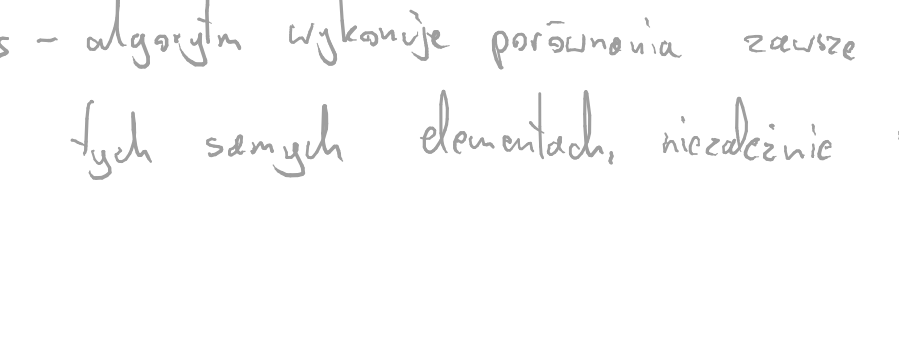 s - algorytm wykonuje porównania zawsze
tych samych elementach, niezależnie